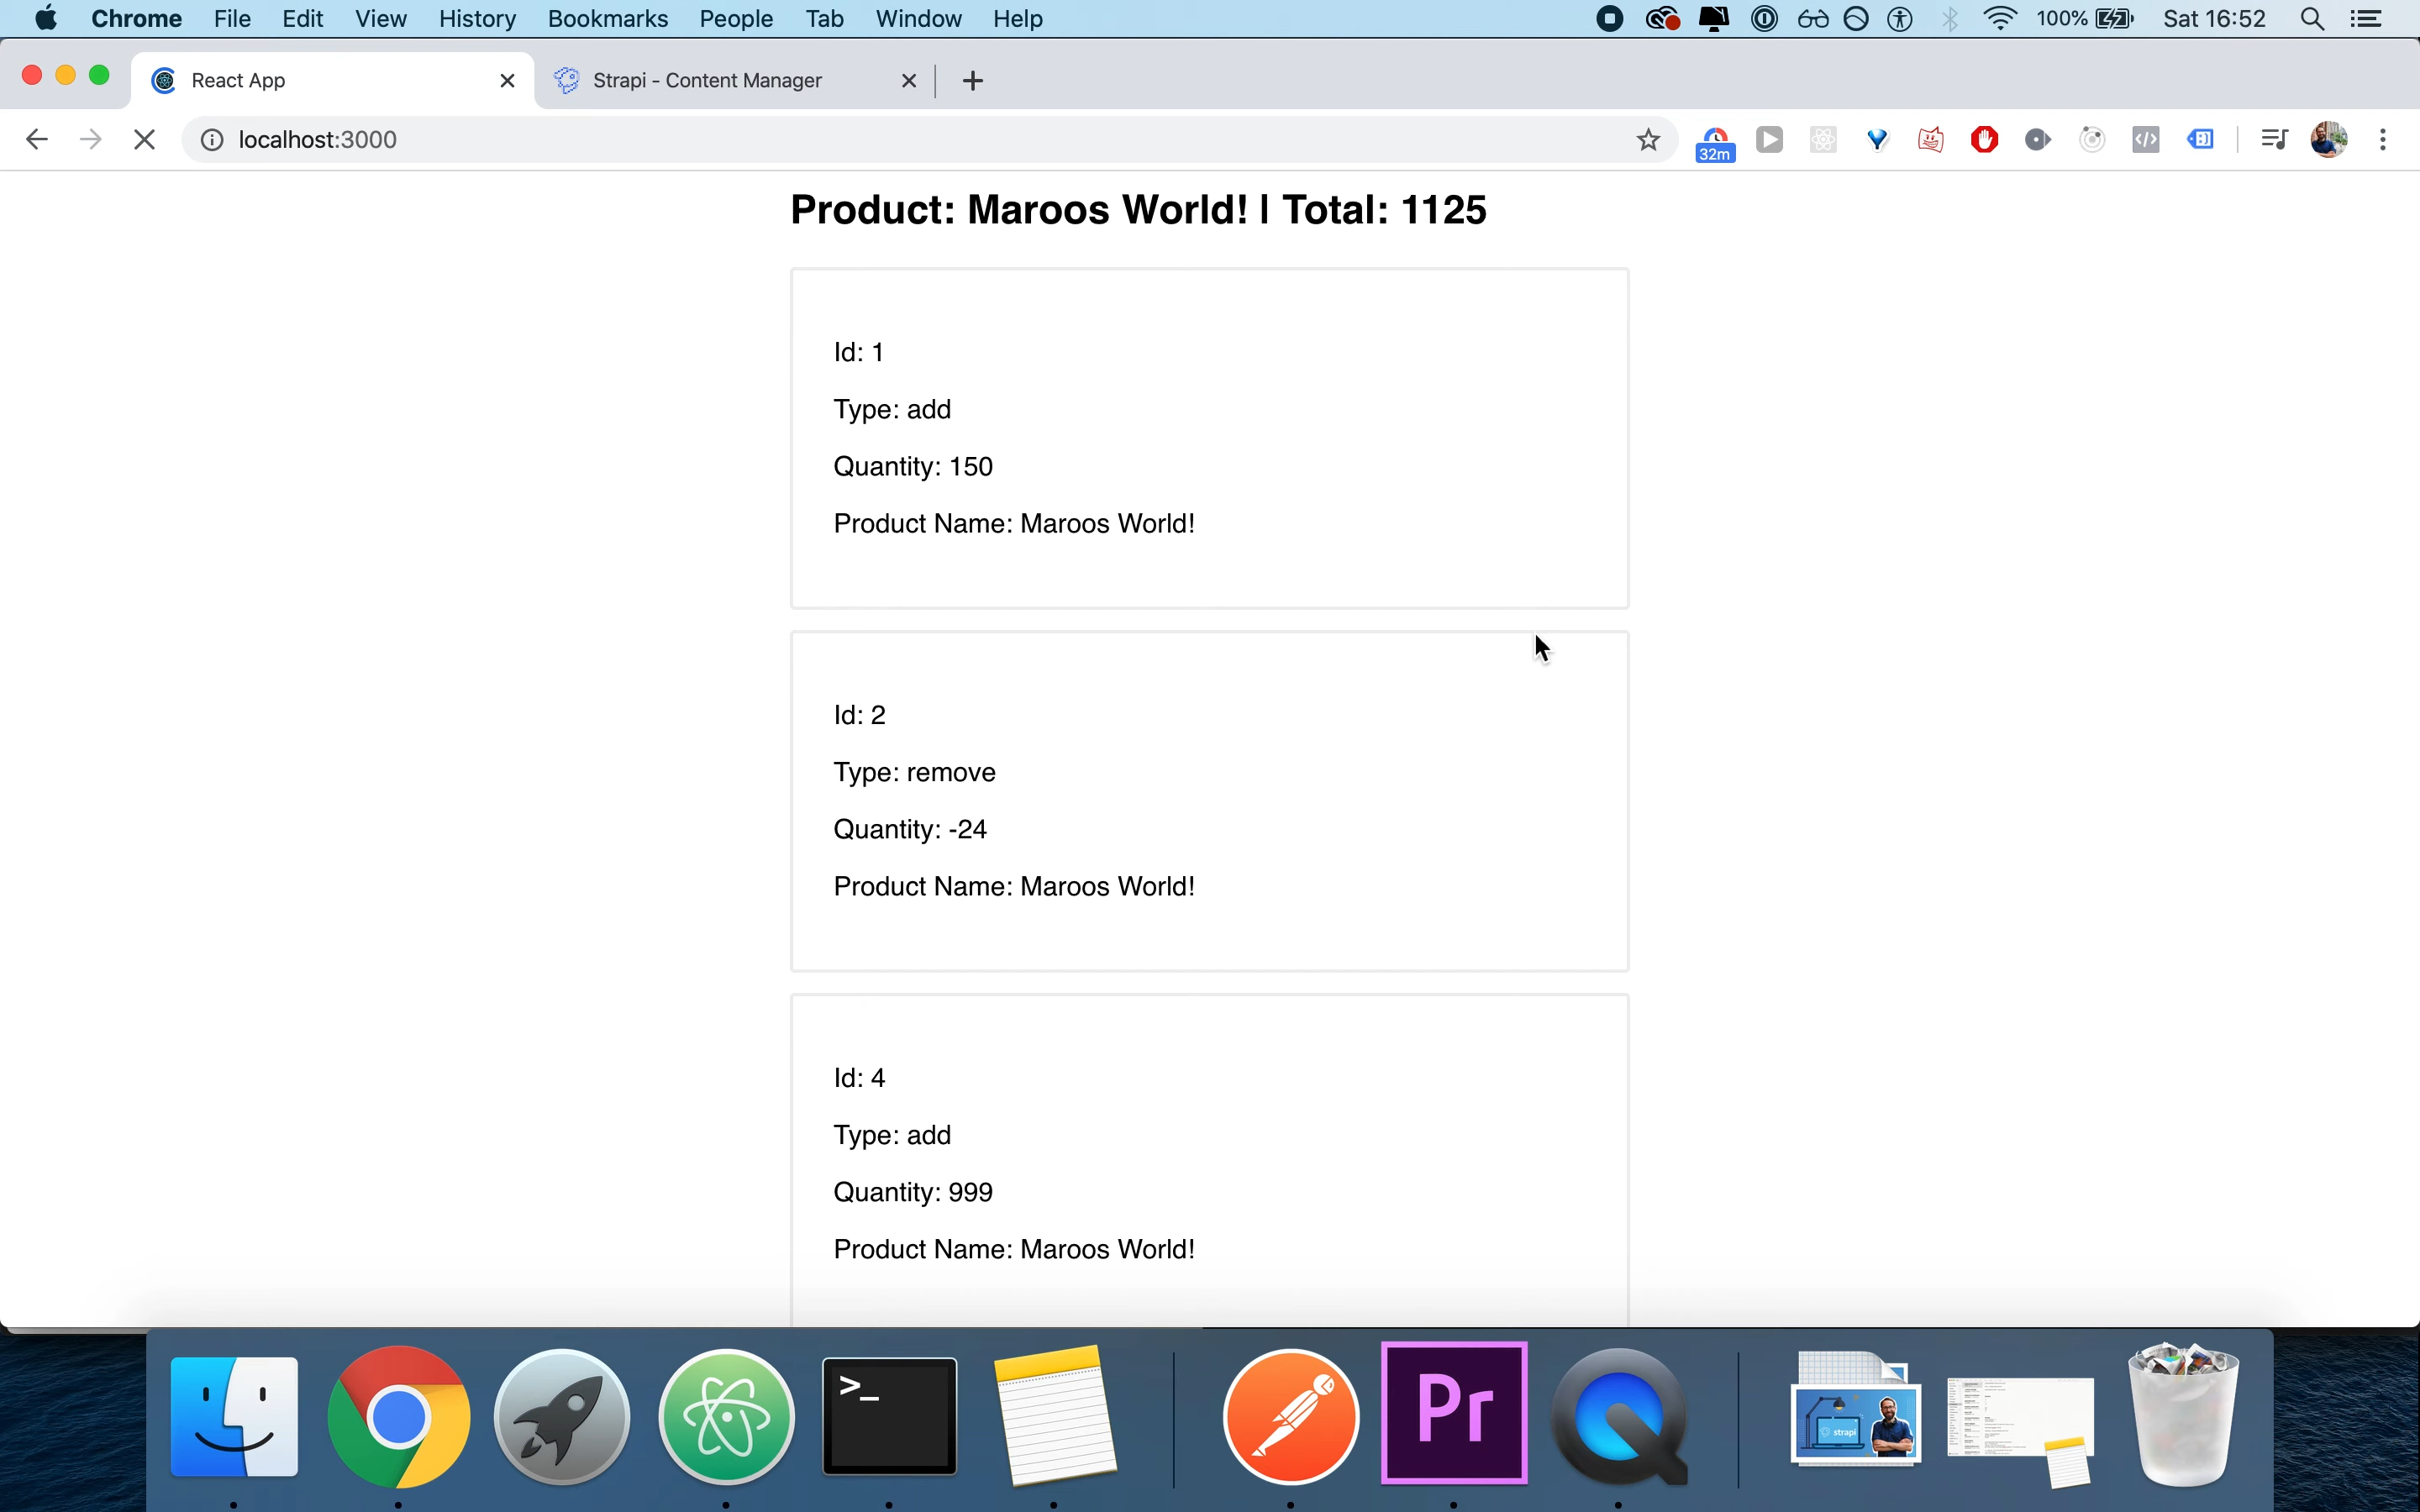 Chrome File Edit View History Bookmarks People Tab Window Help 100% Sat 16:52
React App Strapi - Content Manager
localhost:3000 32m
Product: Maroos World! | Total: 1125
Id: 1
Type: add
Quantity: 150
Product Name: Maroos World!
Id: 2
Type: remove
Quantity: -24
Product Name: Maroos World!
Id: 4
Type: add
Quantity: 999
Product Name: Maroos World!
>_
Pr
strapi